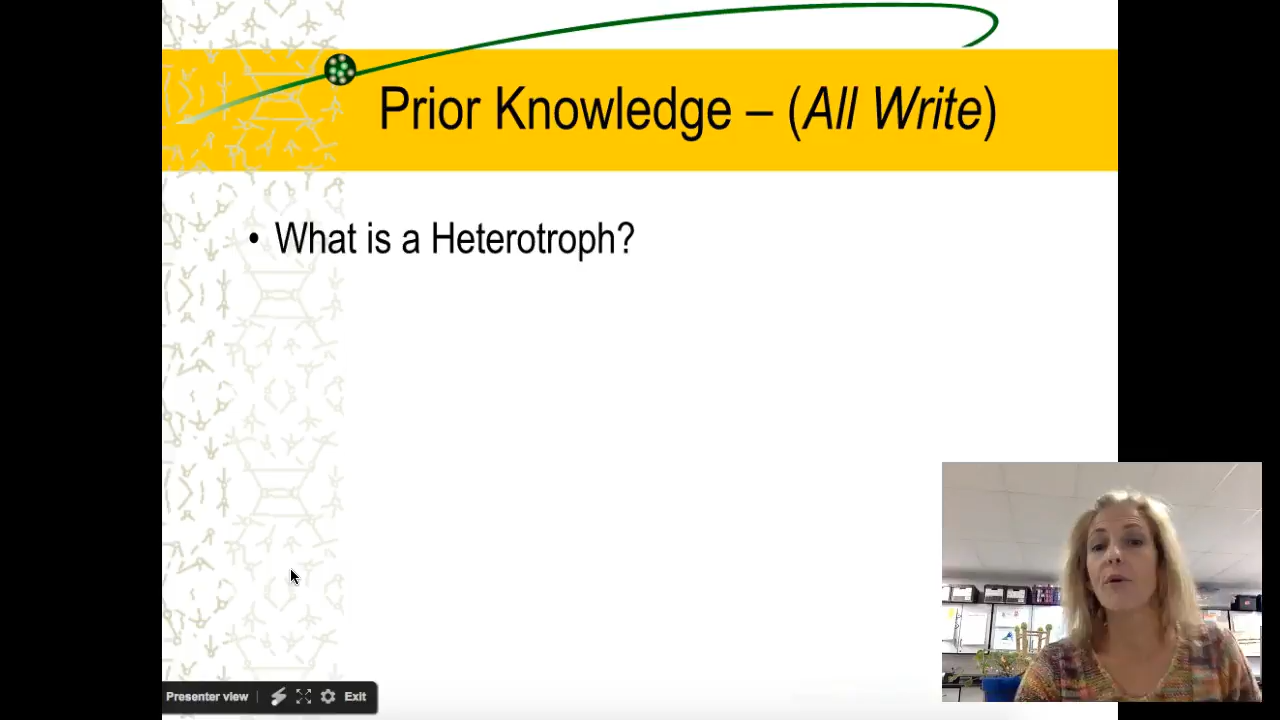 Prior Knowledge – (All Write)
• What is a Heterotroph?
Presenter view
Exit